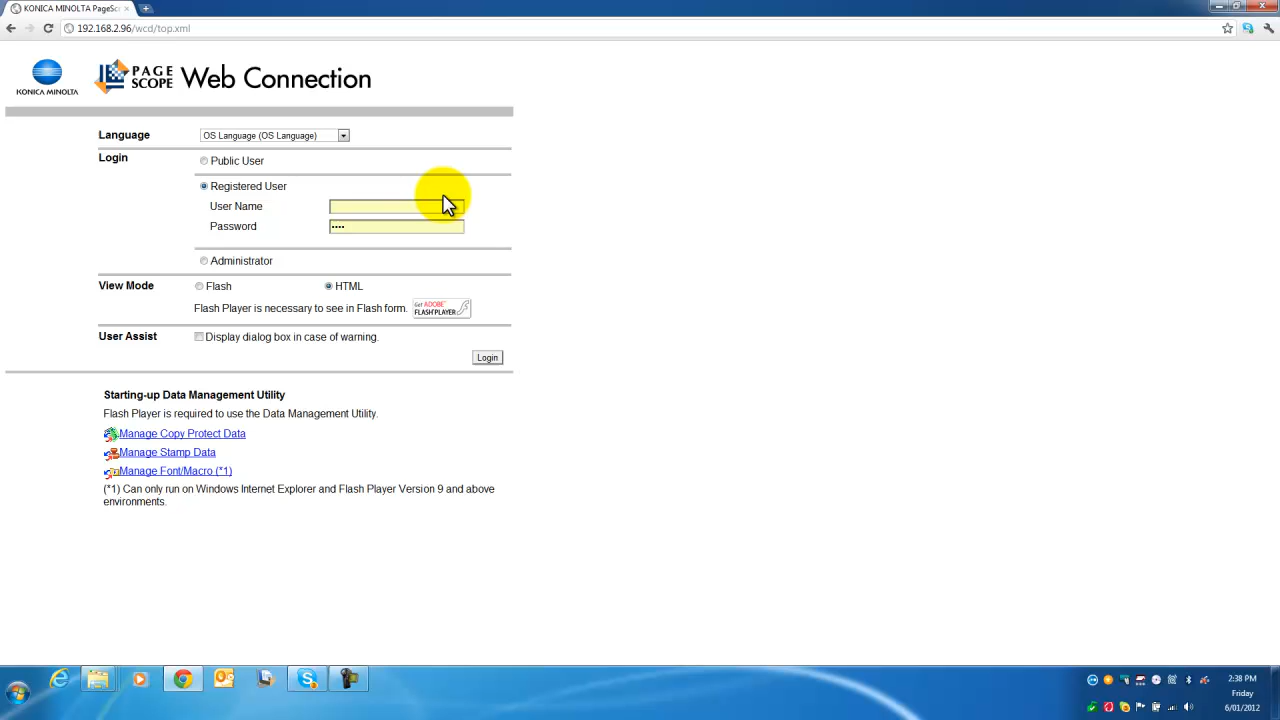 KONICA MINOLTA PageSc
192.168.2.96/wcd/top.xml
KONICA MINOLTA
PAGE SCOPE Web Connection
Language OS Language (OS Language)
Login Public User
Registered User
User Name
Password ••••
Administrator
View Mode Flash HTML
Flash Player is necessary to see in Flash form. Get ADOBE FLASH PLAYER
User Assist Display dialog box in case of warning.
Login
Starting-up Data Management Utility
Flash Player is required to use the Data Management Utility.
Manage Copy Protect Data
Manage Stamp Data
Manage Font/Macro (*1)
(*1) Can only run on Windows Internet Explorer and Flash Player Version 9 and above
environments.
2:38 PM
Friday
6/01/2012